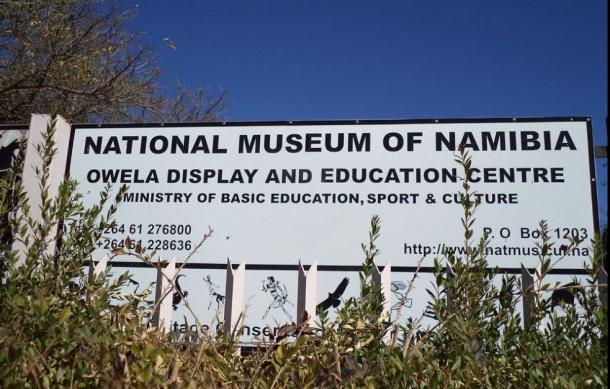 NATIONAL MUSEUM OF NAMIBIA
OWELA DISPLAY AND EDUCATION CENTRE
MINISTRY OF BASIC EDUCATION, SPORT & CULTURE
+264 61 276800
P. O Box 1203
+264 61 228636